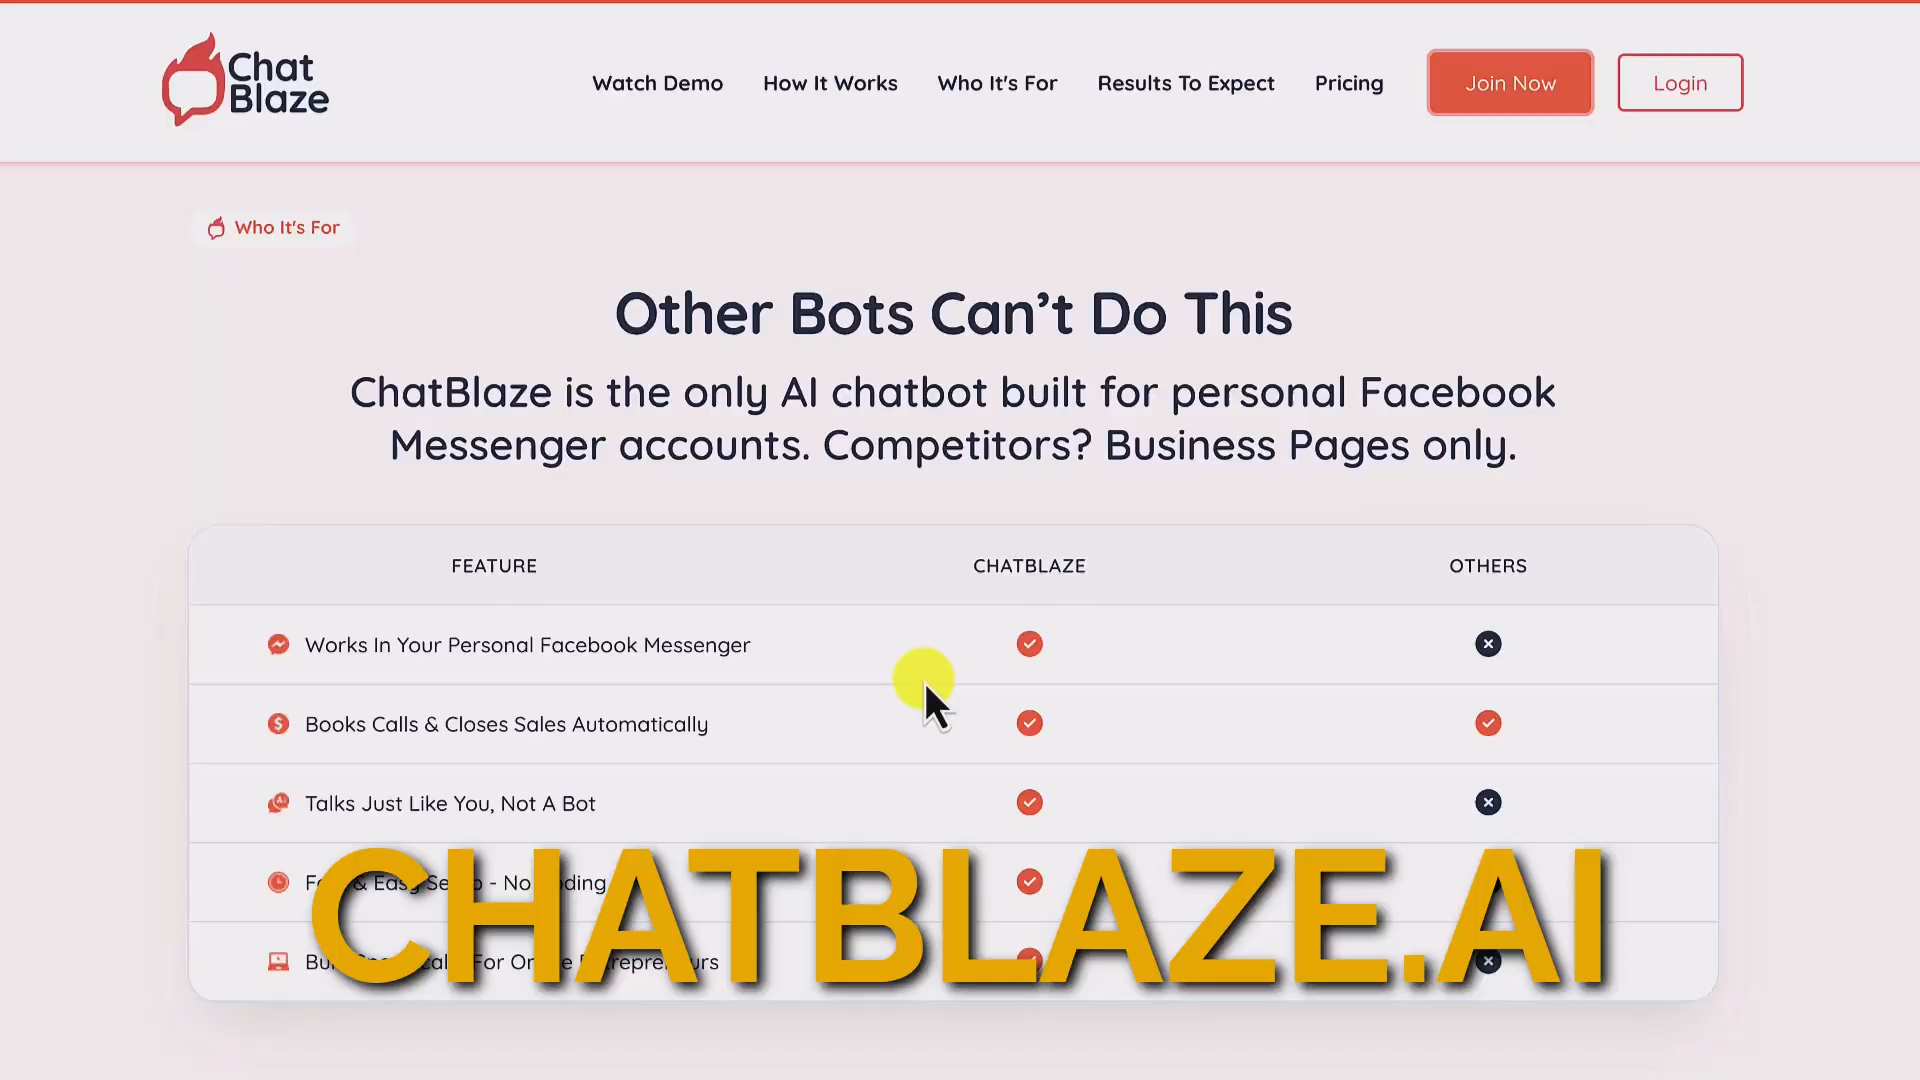 Chat
Blaze
Watch Demo
How It Works
Who It's For
Results To Expect
Pricing
Join Now
Login
Who It's For
Other Bots Can’t Do This
ChatBlaze is the only AI chatbot built for personal Facebook
Messenger accounts. Competitors? Business Pages only.
FEATURE
CHATBLAZE
OTHERS
Works In Your Personal Facebook Messenger
Books Calls & Closes Sales Automatically
Talks Just Like You, Not A Bot
& Easy - No
For
CHATBLAZE.AI